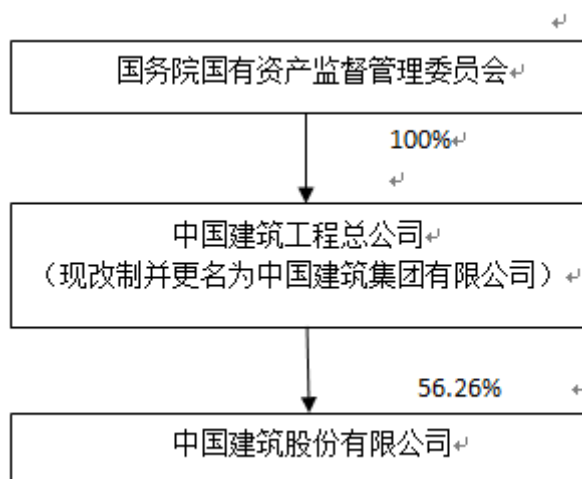 国务院国有资产监督管理委员会
100%
中国建筑工程总公司
（现改制并更名为中国建筑集团有限公司）
56.26%
中国建筑股份有限公司